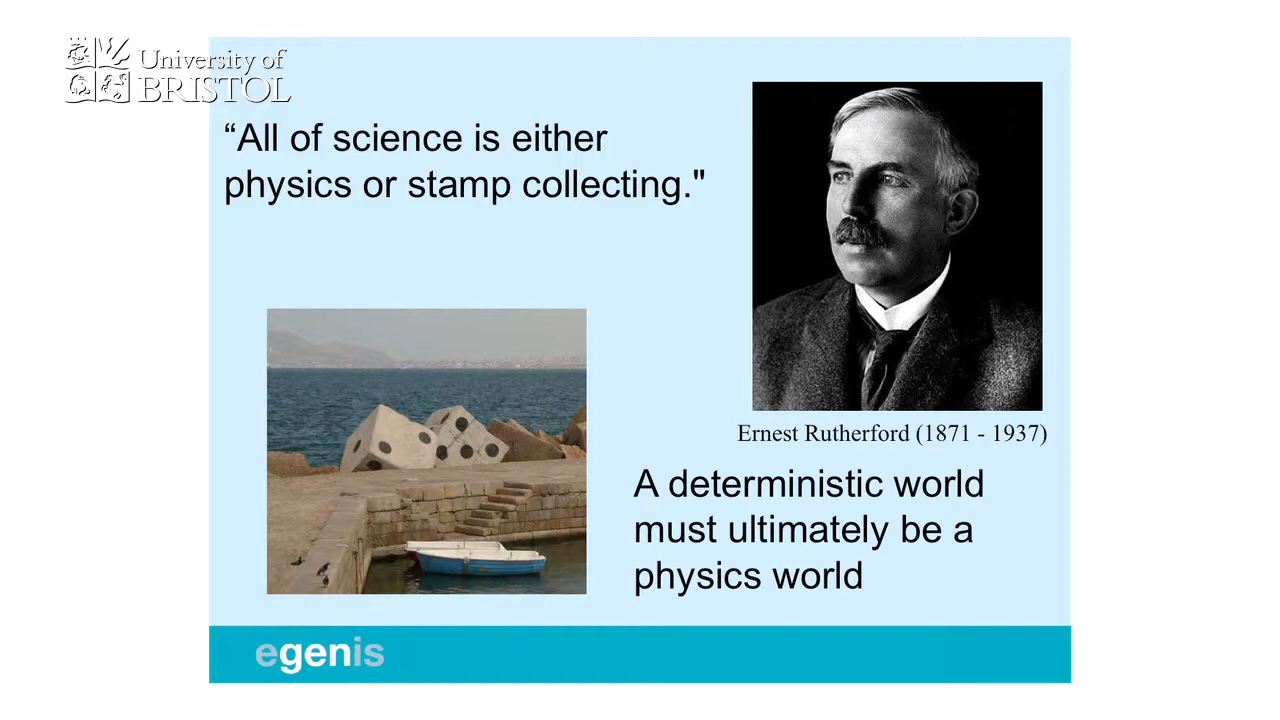 University of
BRISTOL
“All of science is either
physics or stamp collecting."
Ernest Rutherford (1871 - 1937)
A deterministic world
must ultimately be a
physics world
egenis